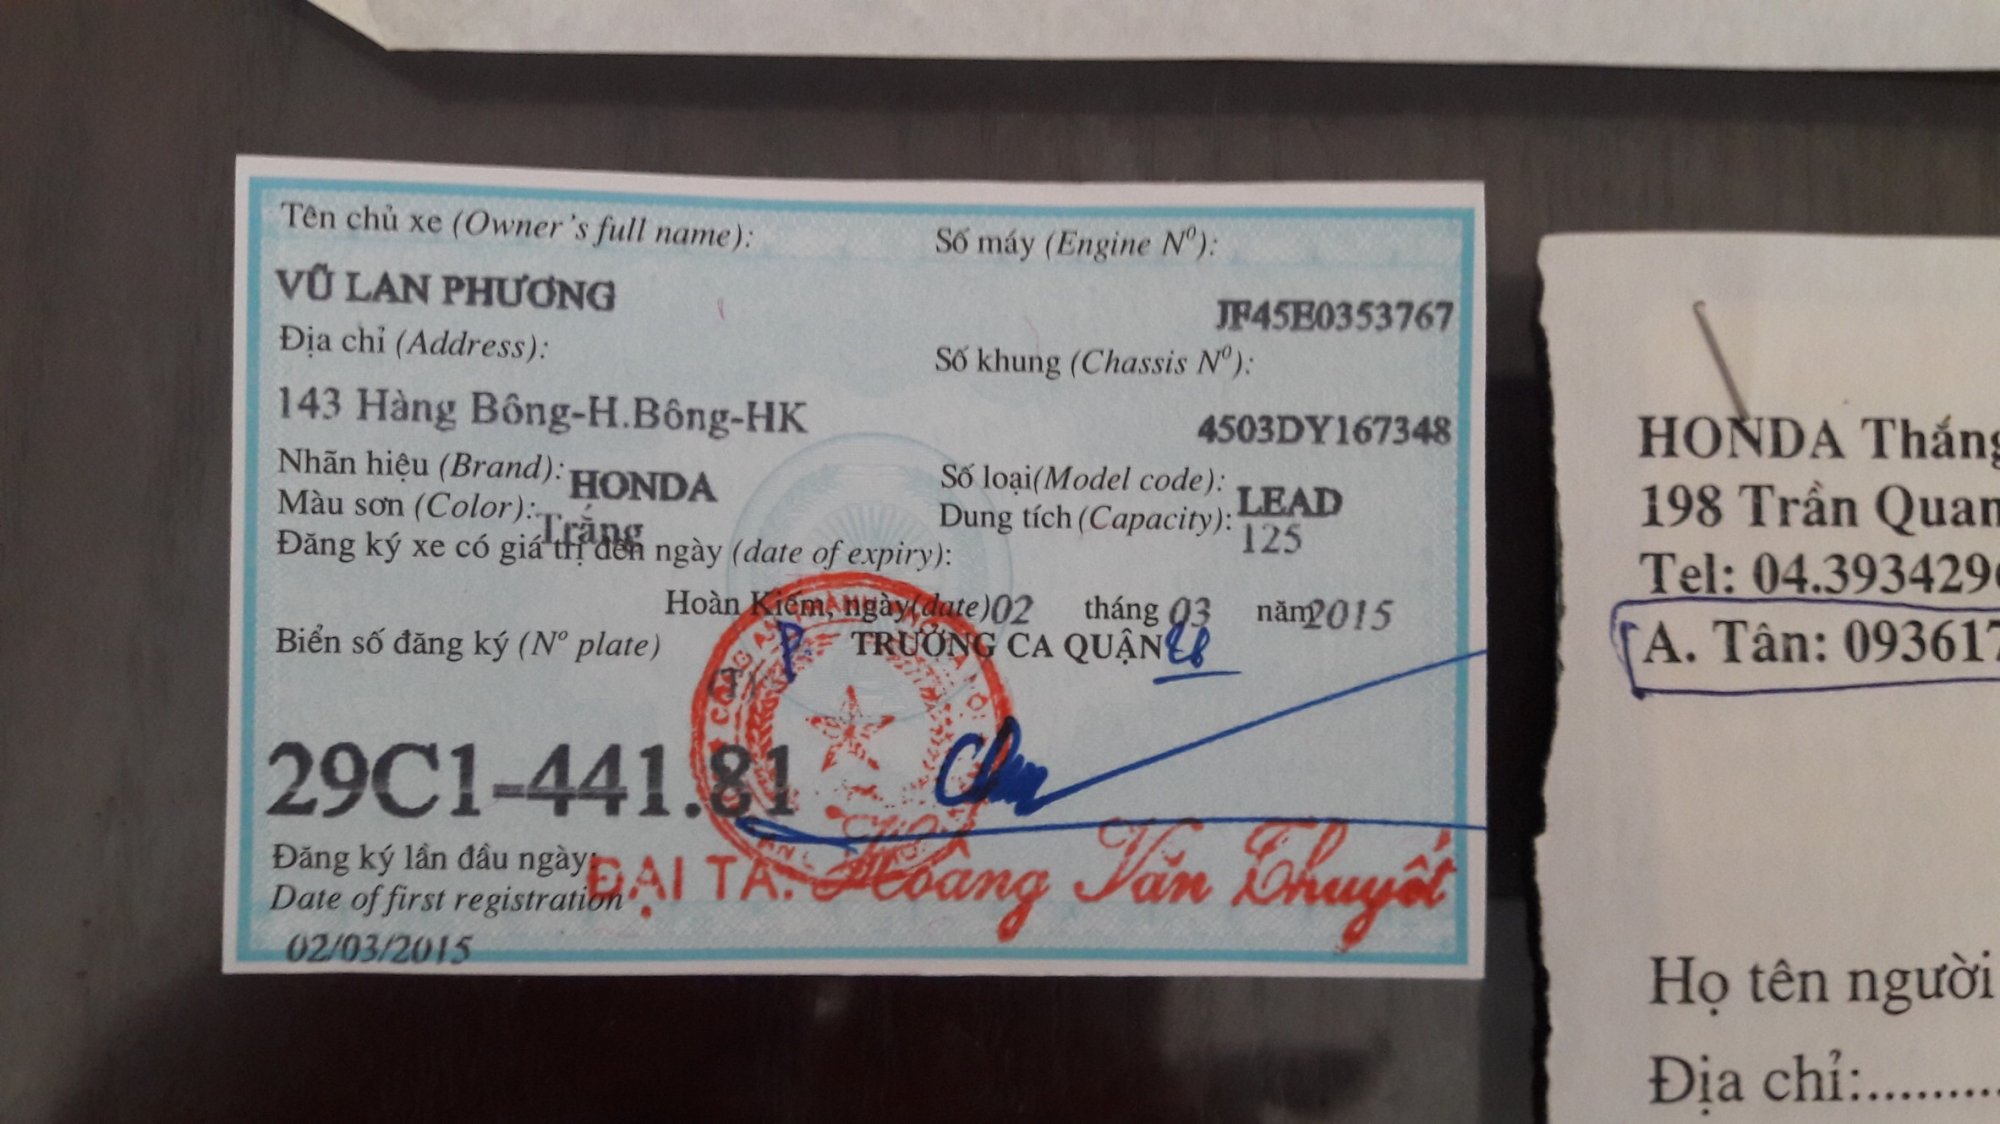 Tên chủ xe (Owner's full name):
VŨ LAN PHƯƠNG
Địa chỉ (Address):
143 Hàng Bông-H.Bông-HK
Nhãn hiệu (Brand): HONDA
Màu sơn (Color): Trắng
Số máy (Engine Nº):
JF45E0353767
Số khung (Chassis Nº):
4503DY167348
Số loại(Model code): LEAD
Dung tích (Capacity): 125
Đăng ký xe có giá trị đến ngày (date of expiry):
Hoàn Kiếm, ngày(date)02 tháng 03 năm2015
Biển số đăng ký (Nº plate)
P. TRƯỞNG CA QUẬN
(T)
29C1-441.81
Đăng ký lần đầu ngày:
Date of first registration
02/03/2015
ĐẠI TÁ. Hoàng Văn Thuyết
HONDA Thắng
198 Trần Quan
Tel: 04.3934296
A. Tân: 093617
Họ tên người
Địa chỉ:..........